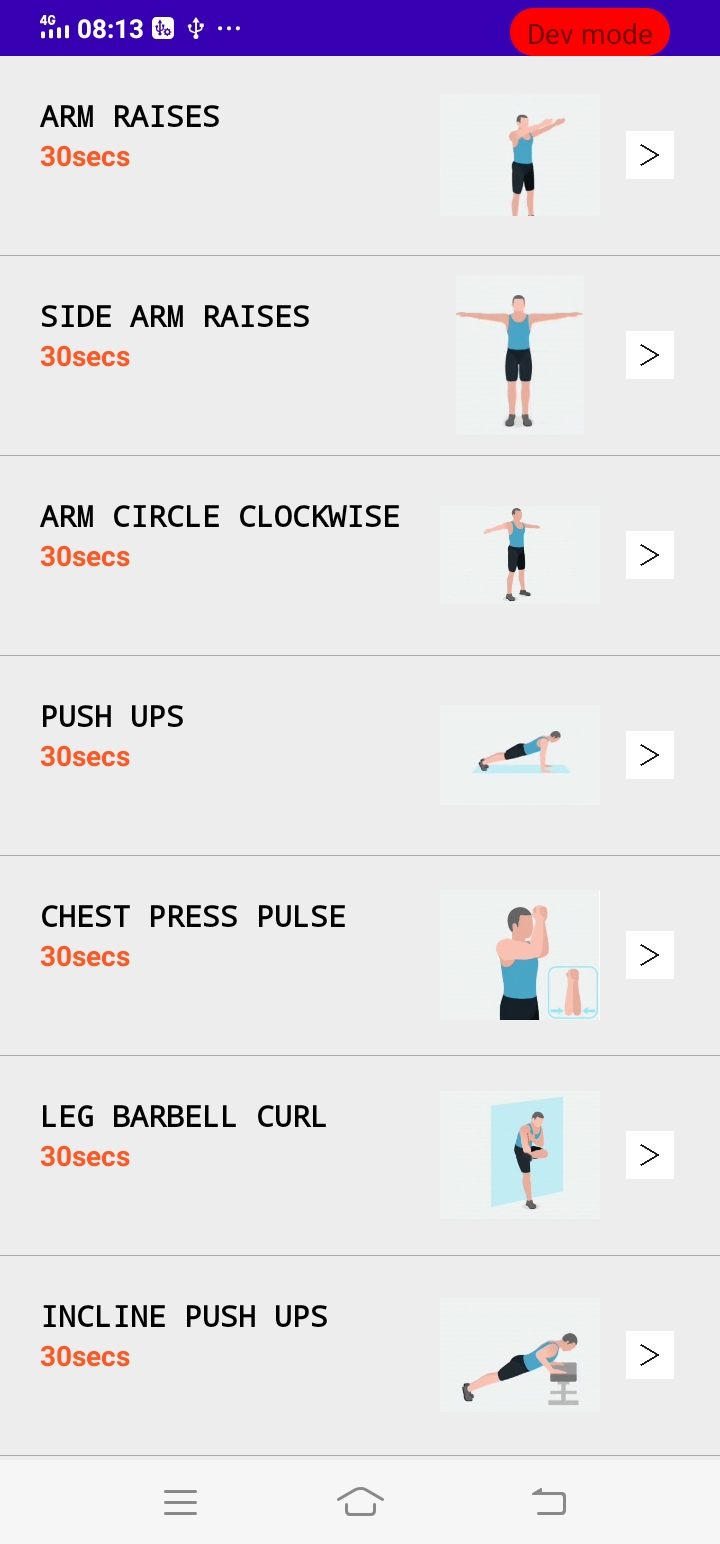 4G 08:13 ... Dev mode
ARM RAISES
30secs
>
SIDE ARM RAISES
30secs
>
ARM CIRCLE CLOCKWISE
30secs
>
PUSH UPS
30secs
>
CHEST PRESS PULSE
30secs
>
LEG BARBELL CURL
30secs
>
INCLINE PUSH UPS
30secs
>